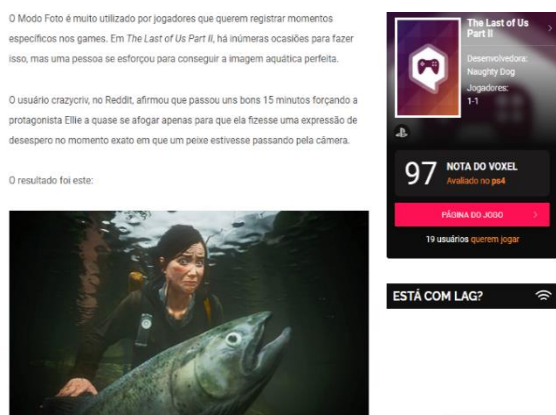 O Modo Foto é muito utilizado por jogadores que querem registrar momentos
específicos nos games. Em The Last of Us Part II, há inúmeras ocasiões para fazer
isso, mas uma pessoa se esforçou para conseguir a imagem aquática perfeita.
O usuário crazycriv, no Reddit, afirmou que passou uns bons 15 minutos forçando a
protagonista Ellie a quase se afogar apenas para que ela fizesse uma expressão de
desespero no momento exato em que um peixe estivesse passando pela câmera.
O resultado foi este:
The Last of Us
Part II
Desenvolvedora:
Naughty Dog
Jogadores:
1-1
97
NOTA DO VOXEL
Avaliado no ps4
PÁGINA DO JOGO
19 usuários querem jogar
ESTÁ COM LAG?